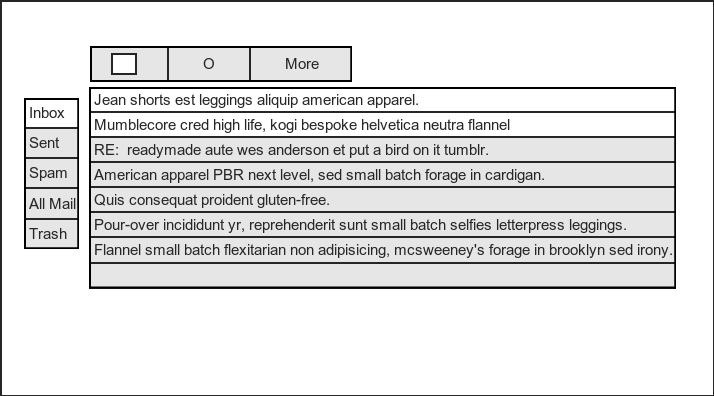 O
More
Inbox
Sent
Spam
All Mail
Trash
Jean shorts est leggings aliquip american apparel.
Mumblecore cred high life, kogi bespoke helvetica neutra flannel
RE:  readymade aute wes anderson et put a bird on it tumblr.
American apparel PBR next level, sed small batch forage in cardigan.
Quis consequat proident gluten-free.
Pour-over incididunt yr, reprehenderit sunt small batch selfies letterpress leggings.
Flannel small batch flexitarian non adipisicing, mcsweeney's forage in brooklyn sed irony.